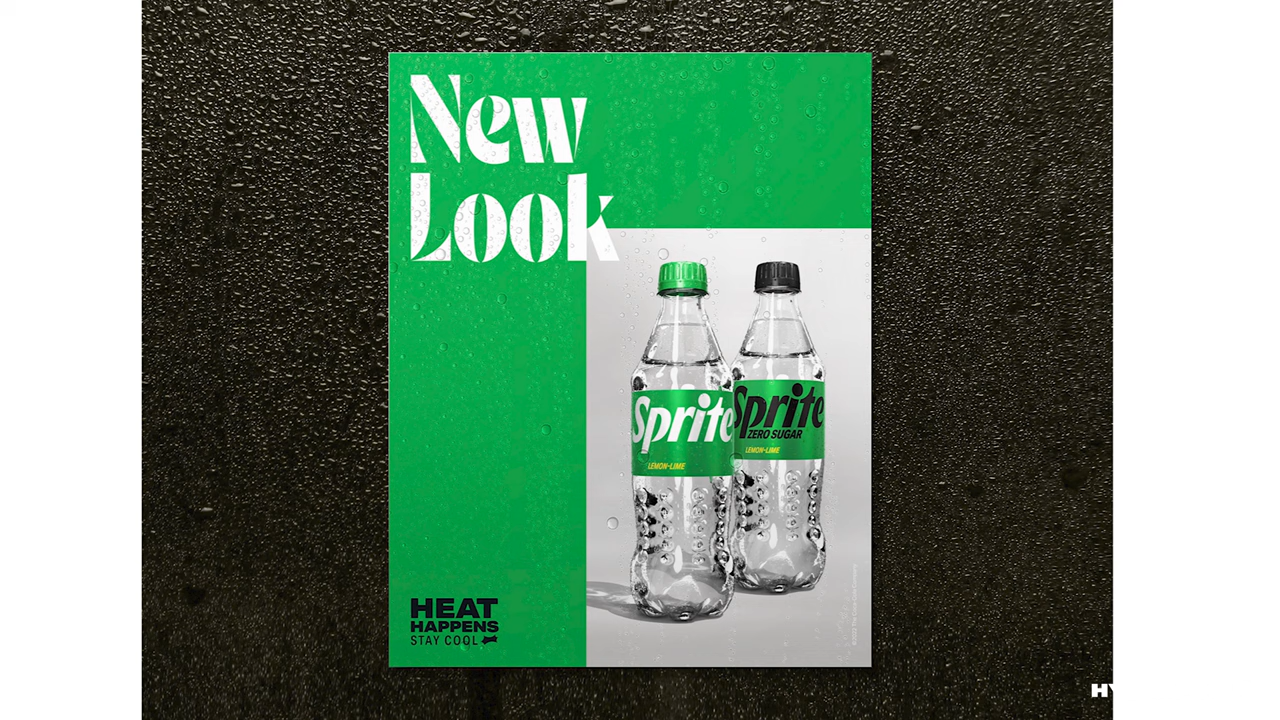 New
Look
Sprite
LEMON-LIME
Sprite
ZERO SUGAR
LEMON-LIME
HEAT
HAPPENS
STAY COOL